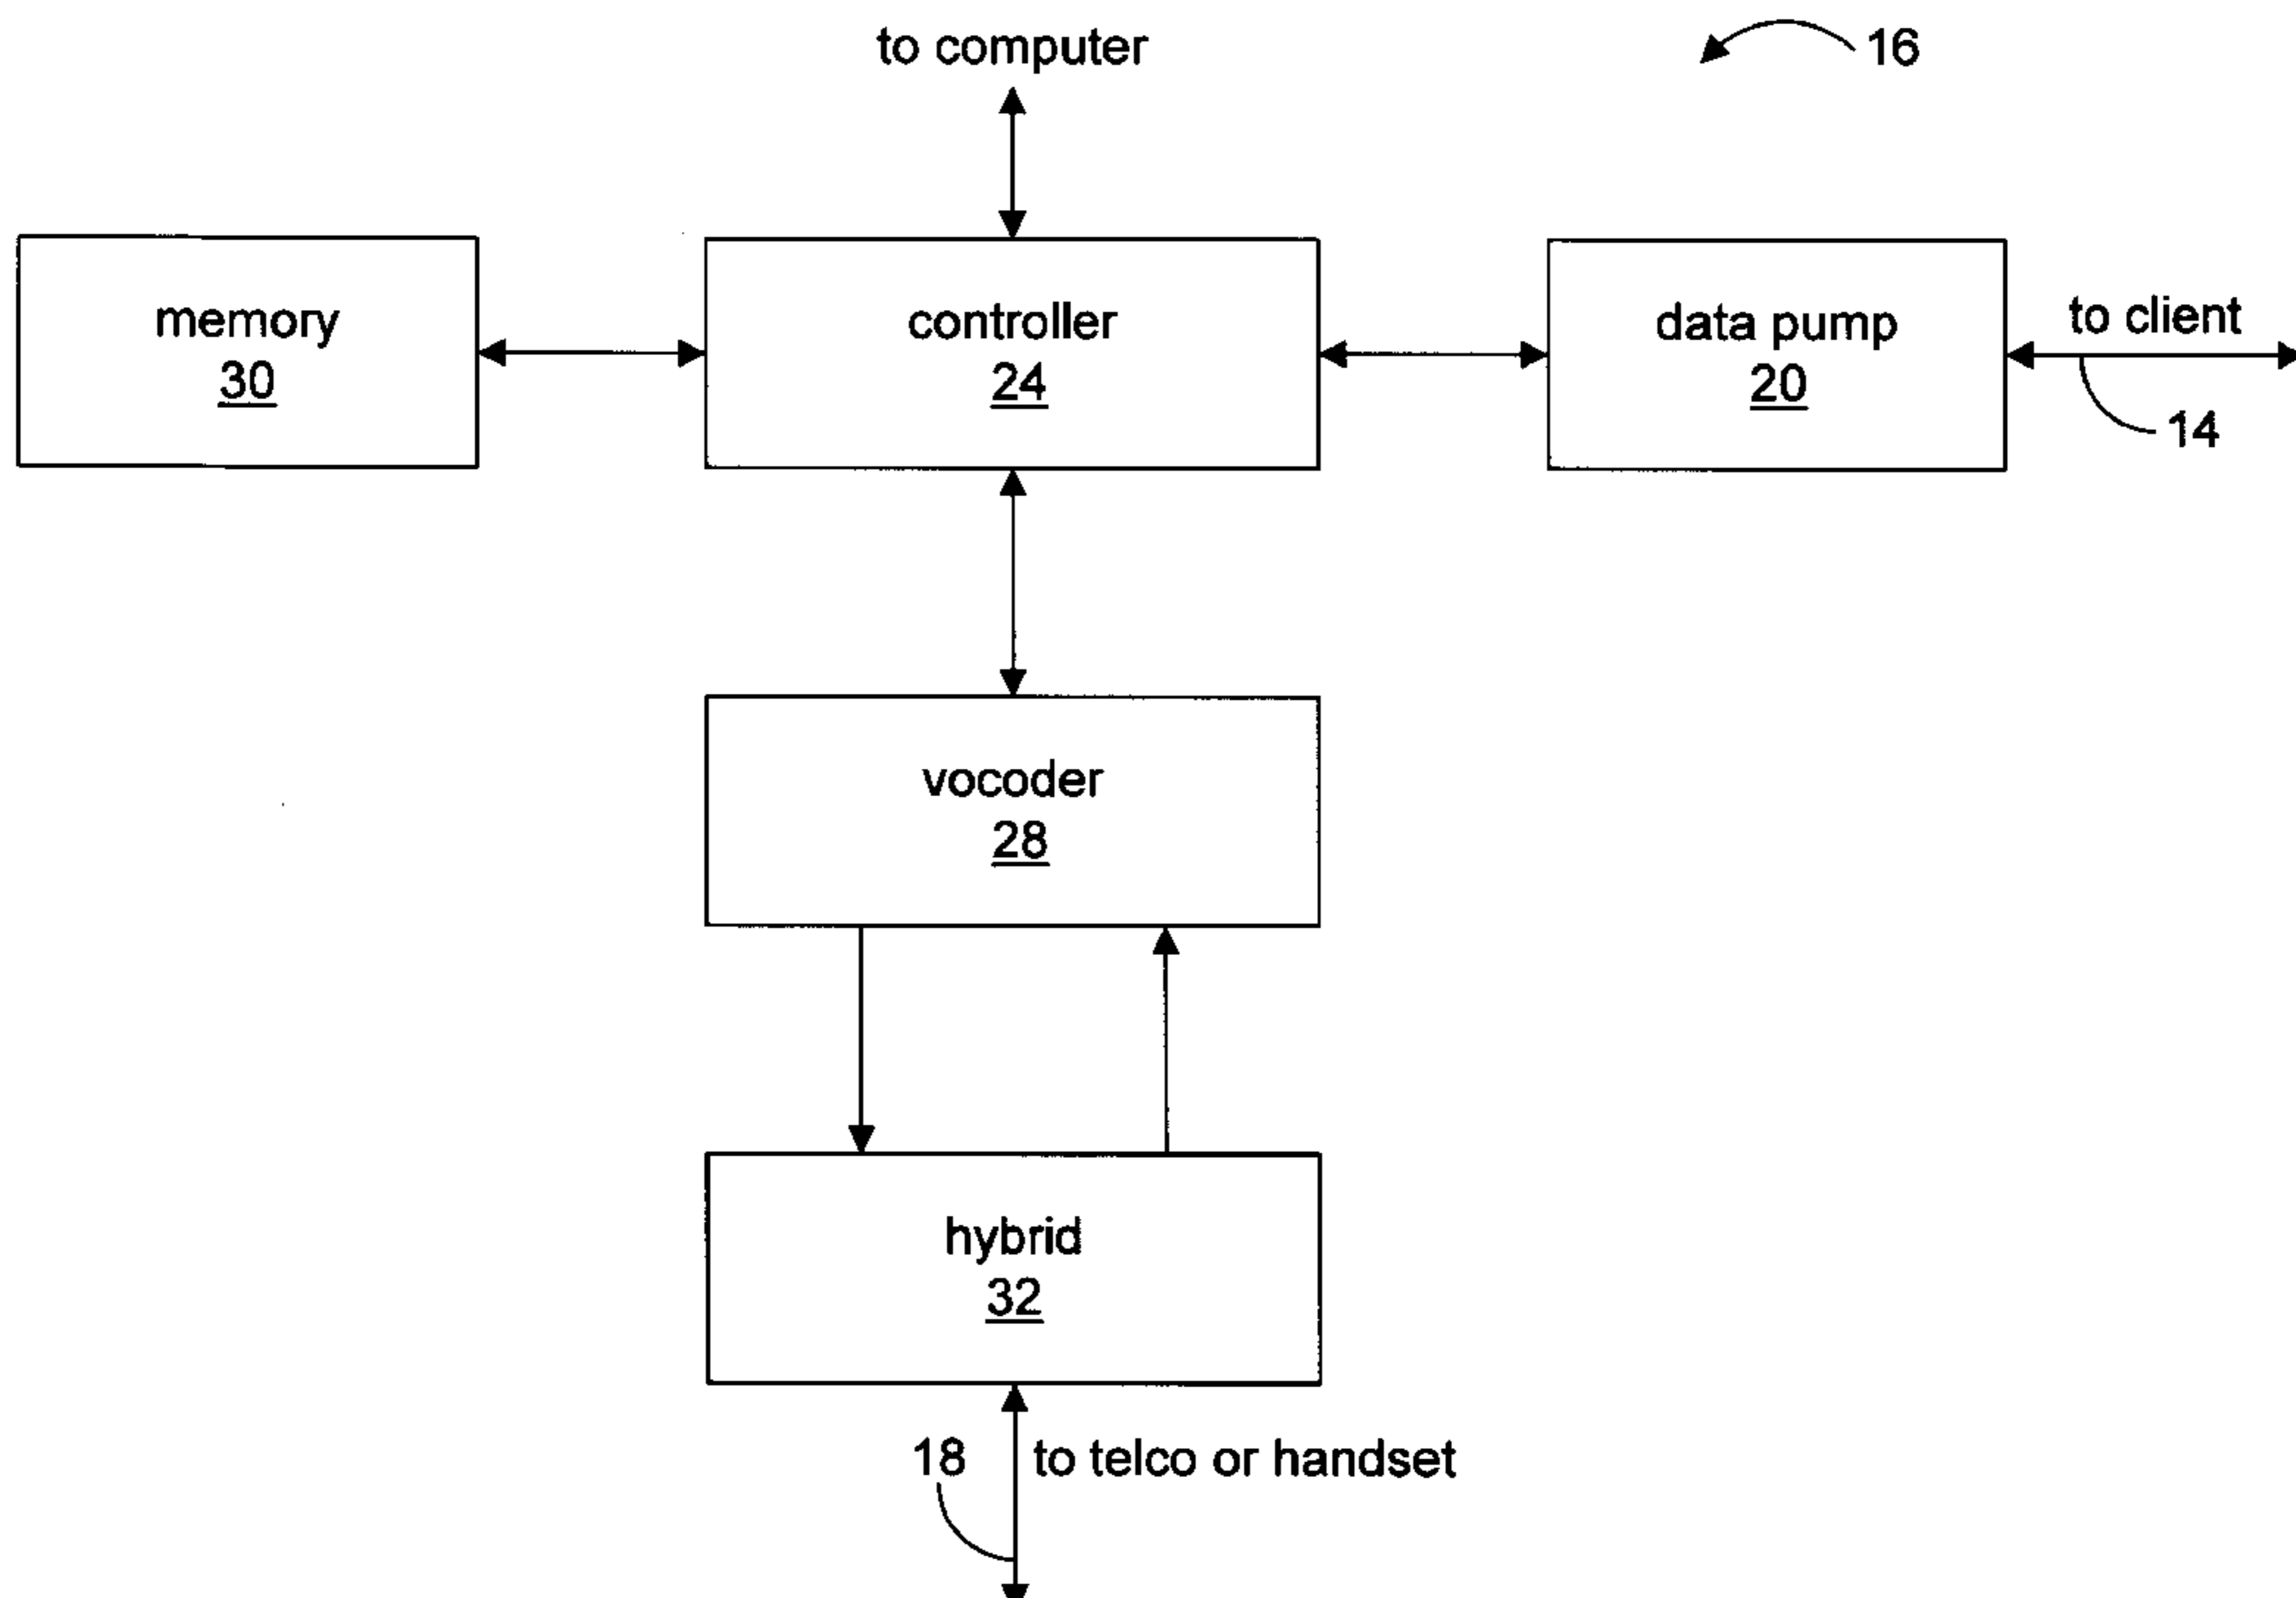 to computer
16
memory
30
controller
24
data pump
20
to client
14
vocoder
28
hybrid
32
18
to telco or handset